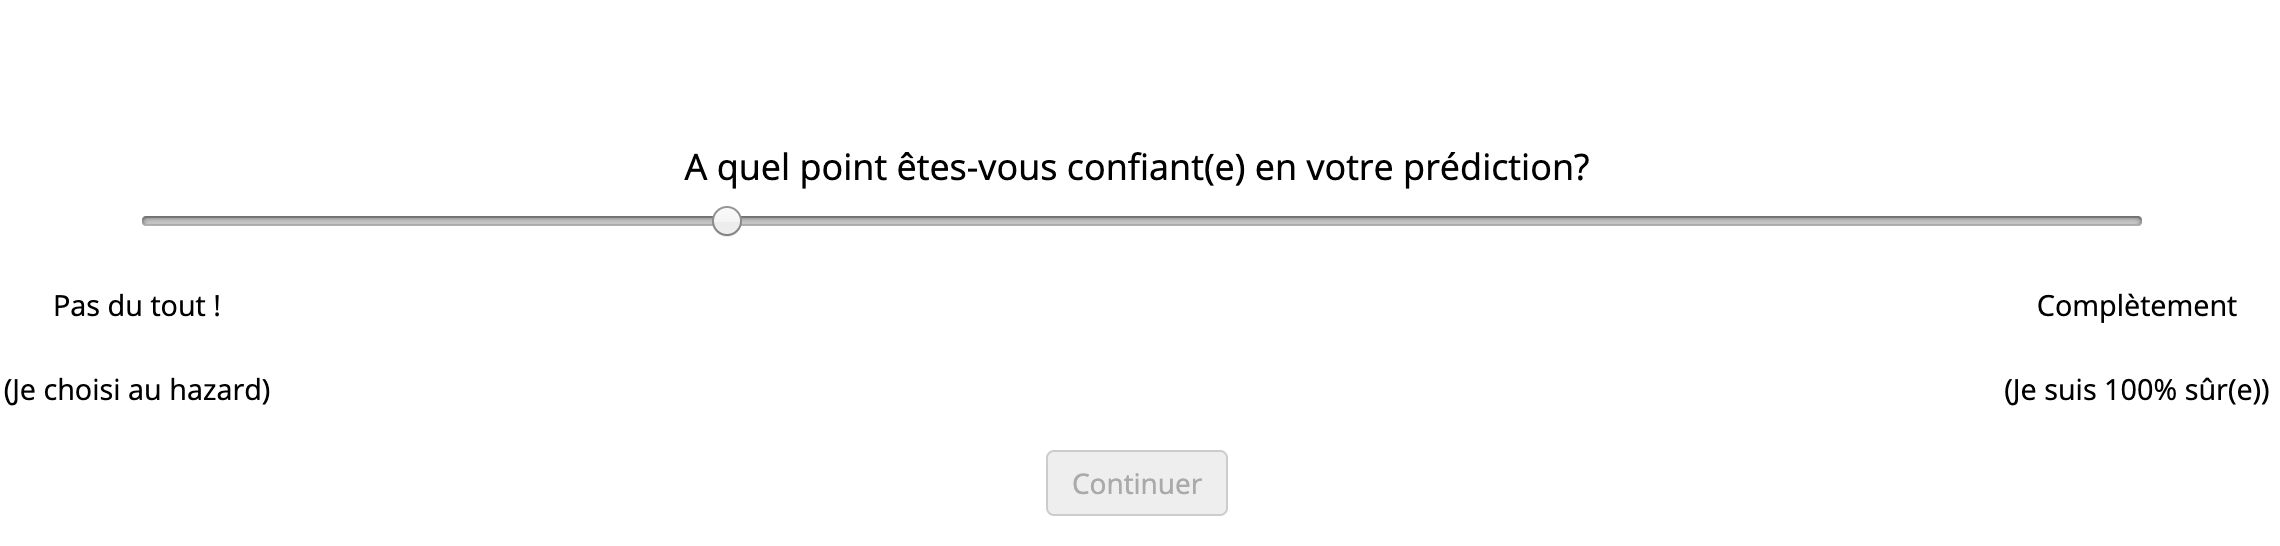 A quel point êtes-vous confiant(e) en votre prédiction?
Pas du tout !
Complètement
(Je choisi au hazard)
(Je suis 100% sûr(e))
Continuer